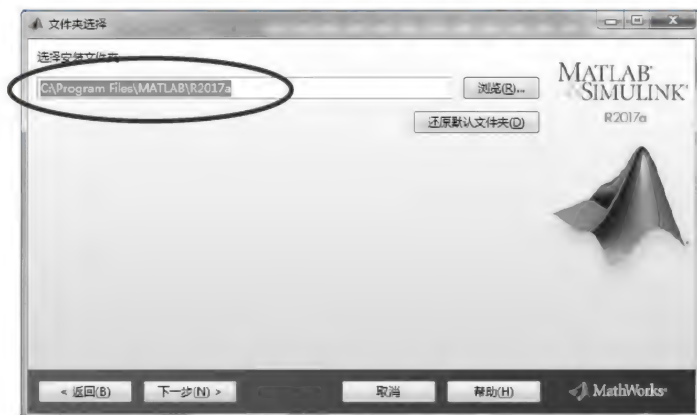 文件夹选择
选择安装文件夹
C:\Program Files\MATLAB\R2017a
浏览(R)...
还原默认文件夹(D)
MATLAB
SIMULINK
R2017a
< 返回(B)
下一步(N) >
取消
帮助(H)
MathWorks